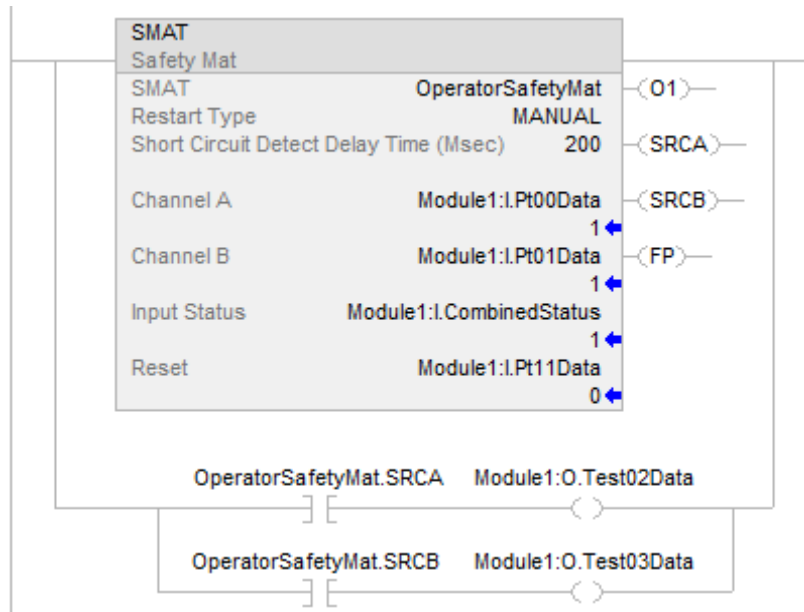 SMAT
Safety Mat
SMAT OperatorSafetyMat O1
Restart Type MANUAL
Short Circuit Detect Delay Time (Msec) 200 SRCA
Channel A Module1:I.Pt00Data SRCB
1
Channel B Module1:I.Pt01Data FP
1
Input Status Module1:I.CombinedStatus
1
Reset Module1:I.Pt11Data
0
OperatorSafetyMat.SRCA Module1:O.Test02Data
OperatorSafetyMat.SRCB Module1:O.Test03Data